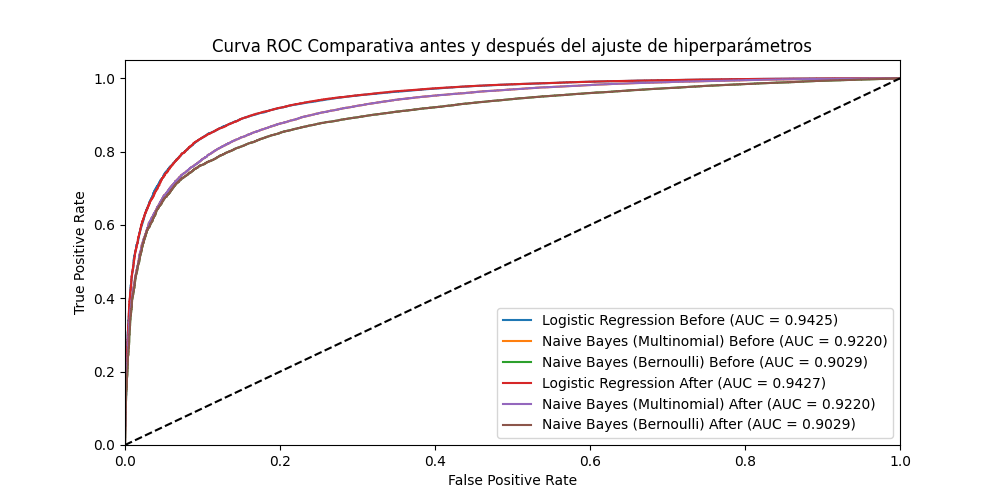 Curva ROC Comparativa antes y después del ajuste de hiperparámetros
True Positive Rate
1.0
0.8
0.6
0.4
0.2
0.0
0.0 0.2 0.4 0.6 0.8 1.0
False Positive Rate
Logistic Regression Before (AUC = 0.9425)
Naive Bayes (Multinomial) Before (AUC = 0.9220)
Naive Bayes (Bernoulli) Before (AUC = 0.9029)
Logistic Regression After (AUC = 0.9427)
Naive Bayes (Multinomial) After (AUC = 0.9220)
Naive Bayes (Bernoulli) After (AUC = 0.9029)